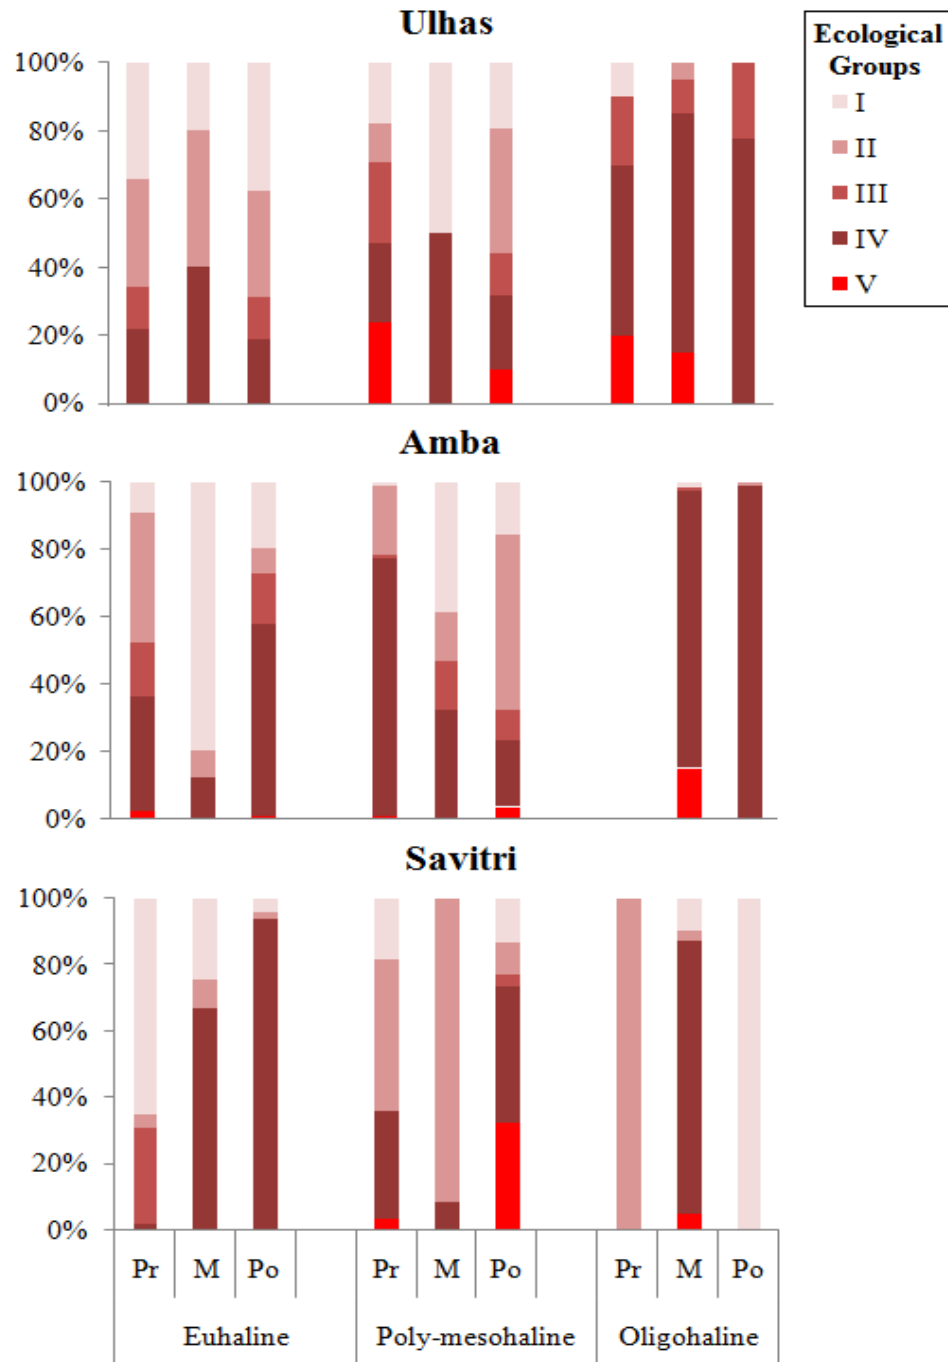 Ulhas
Ecological
Groups
I
II
III
IV
V
100%
80%
60%
40%
20%
0%
Amba
100%
80%
60%
40%
20%
0%
Savitri
100%
80%
60%
40%
20%
0%
Pr M Po Pr M Po Pr M Po
Euhaline Poly-mesohaline Oligohaline